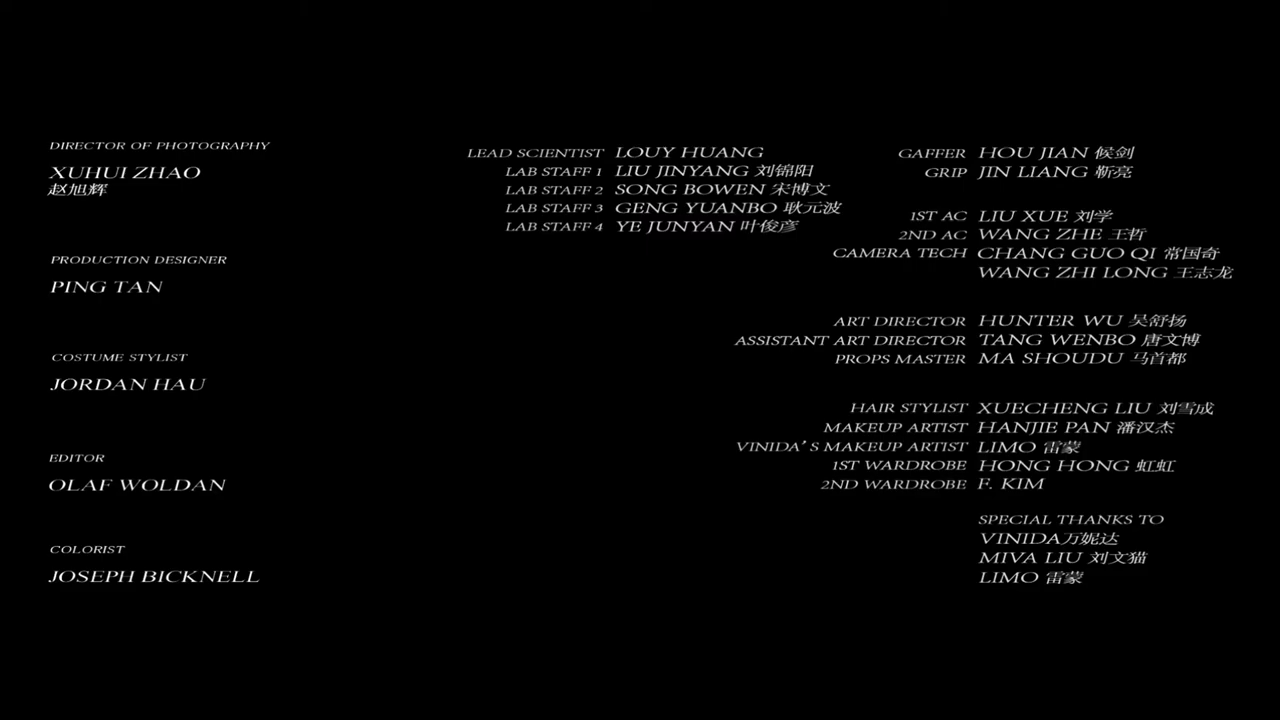 DIRECTOR OF PHOTOGRAPHY
XUHUI ZHAO
赵旭辉
PRODUCTION DESIGNER
PING TAN
COSTUME STYLIST
JORDAN HAU
EDITOR
OLAF WOLDAN
COLORIST
JOSEPH BICKNELL
LEAD SCIENTIST LOUY HUANG
LAB STAFF 1 LIU JINYANG 刘锦阳
LAB STAFF 2 SONG BOWEN 宋博文
LAB STAFF 3 GENG YUANBO 耿元波
LAB STAFF 4 YE JUNYAN 叶俊彦
GAFFER HOU JIAN 候剑
GRIP JIN LIANG 靳亮
1ST AC LIU XUE 刘学
2ND AC WANG ZHE 王哲
CAMERA TECH CHANG GUO QI 常国奇
WANG ZHI LONG 王志龙
ART DIRECTOR HUNTER WU 吴舒扬
ASSISTANT ART DIRECTOR TANG WENBO 唐文博
PROPS MASTER MA SHOUDU 马首都
HAIR STYLIST XUECHENG LIU 刘雪成
MAKEUP ARTIST HANJIE PAN 潘汉杰
VINIDA’S MAKEUP ARTIST LIMO 雷蒙
1ST WARDROBE HONG HONG 虹虹
2ND WARDROBE F. KIM
SPECIAL THANKS TO
VINIDA万妮达
MIVA LIU 刘文猫
LIMO 雷蒙